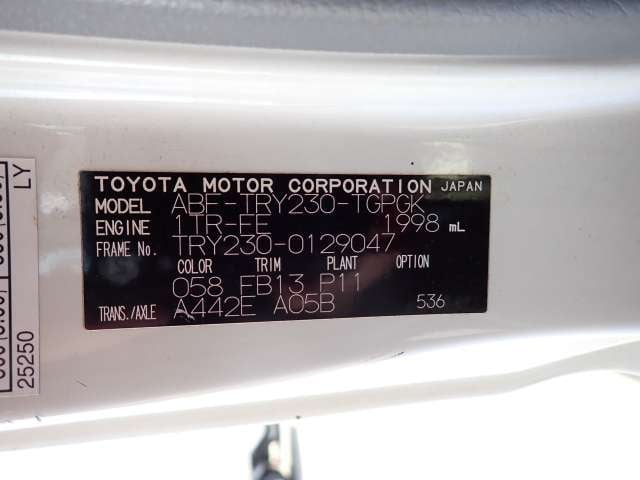 TOYOTA MOTOR CORPORATION JAPAN
MODEL ABF-TRY230-TGPGK
ENGINE 1TR-FE 1998 mL
FRAME No. TRY230-0129047
COLOR TRIM PLANT OPTION
058 FB13 P11
TRANS./AXLE A442E A05B 536
LY
25250